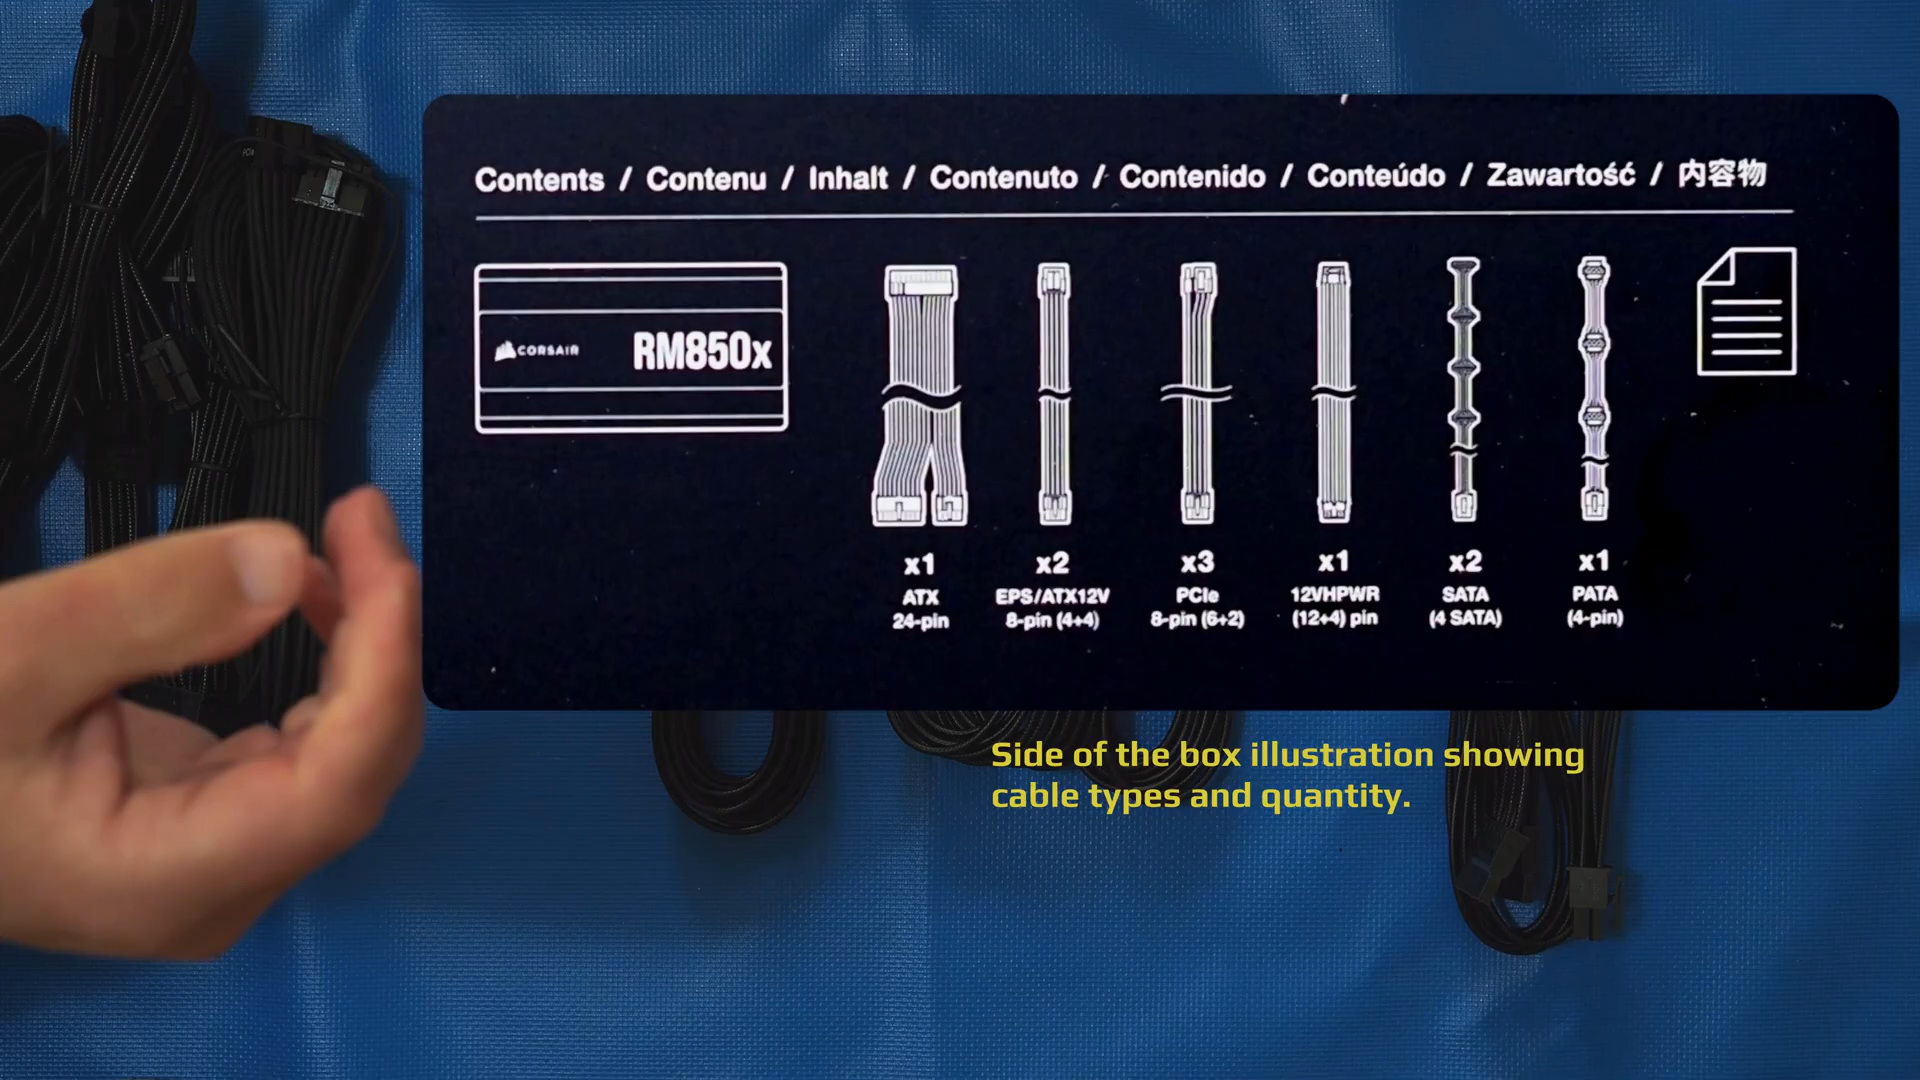 Contents / Contenu / Inhalt / Contenuto / Contenido / Conteúdo / Zawartość / 内容物
CORSAIR RM850x
x1 x2 x3 x1 x2 x1
ATX EPS/ATX12V PCIe 12VHPWR SATA PATA
24-pin 8-pin (4+4) 8-pin (6+2) (12+4) pin (4 SATA) (4-pin)
Side of the box illustration showing
cable types and quantity.